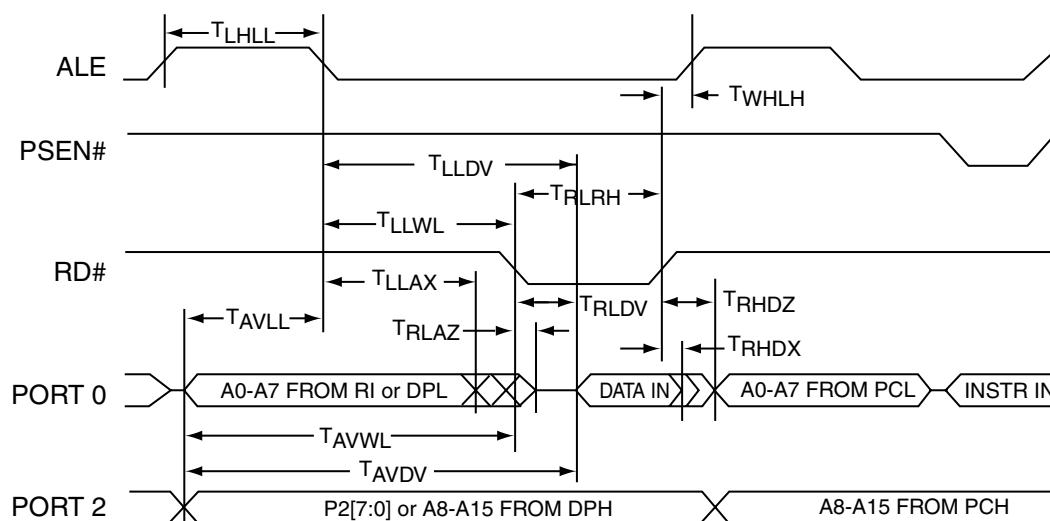 TLHLL
ALE
TWHLH
PSEN#
TLLDV
TRLRH
TLLWL
RD#
TLLAX
TAVLL
TRLAZ
TRLDV
TRHDZ
TRHDX
PORT 0
A0-A7 FROM RI or DPL
DATA IN
A0-A7 FROM PCL
INSTR IN
TAVWL
TAVDV
PORT 2
P2[7:0] or A8-A15 FROM DPH
A8-A15 FROM PCH